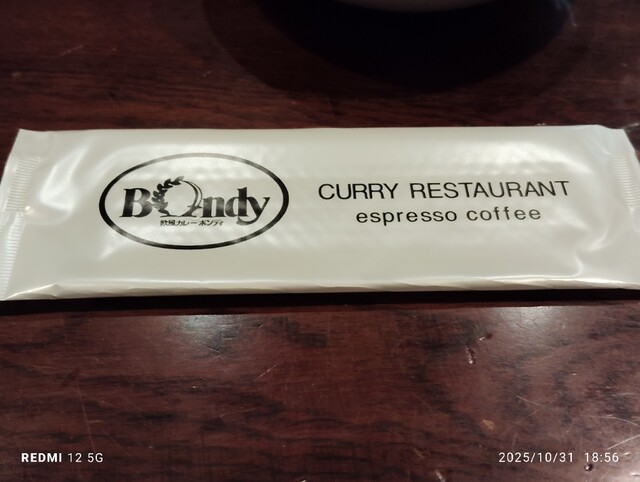 Bondy
欧風カレー ボンディ
CURRY RESTAURANT
espresso coffee
REDMI 12 5G
2025/10/31 18:56